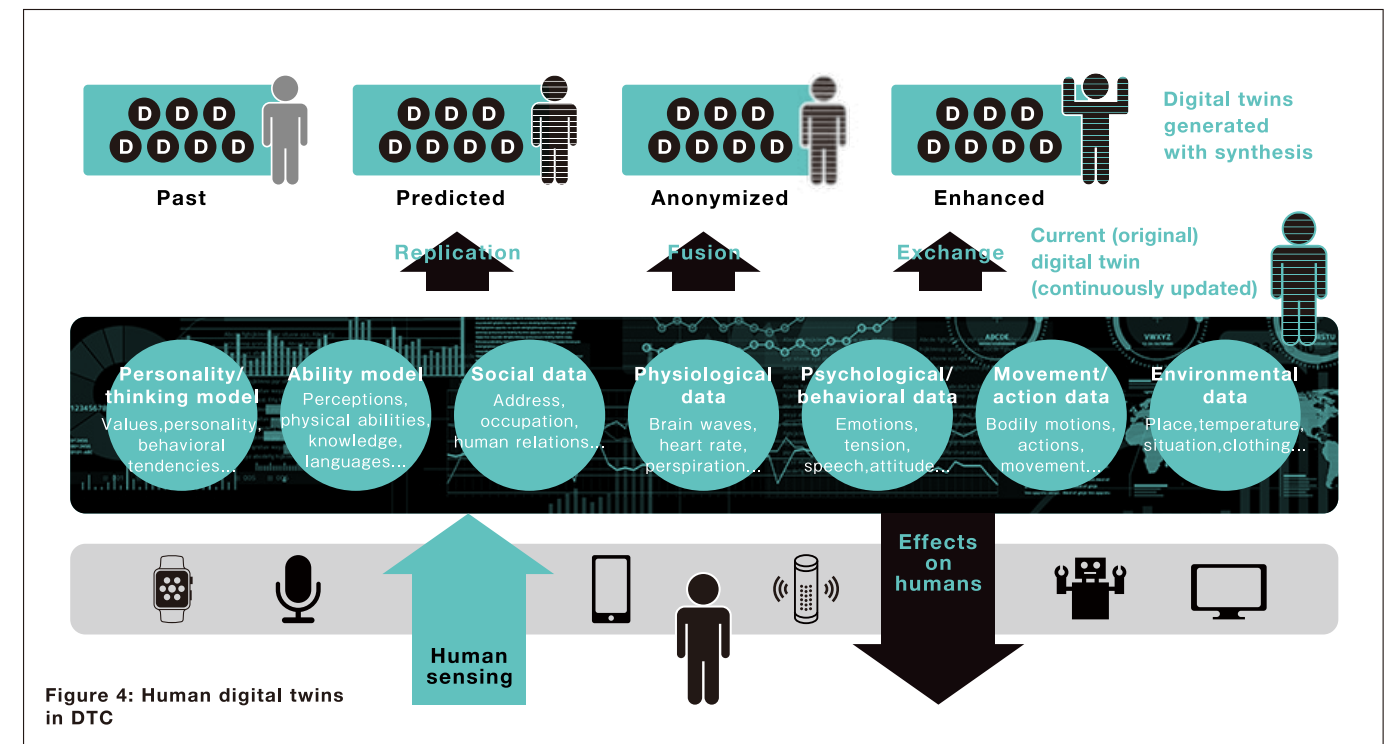 D D D
D D D D
D D D
D D D D
D D D
D D D D
D D D
D D D D
Digital twins
generated
with synthesis
Past
Predicted
Anonymized
Enhanced
Replication
Fusion
Exchange
Current (original)
digital twin
(continuously updated)
ABCDE
VWXYZ
RSTU
12345678
Personality/
thinking model
Values,personality,
behavioral
tendencies...
Ability model
Perceptions,
physical abilities,
knowledge,
languages...
Social data
Address,
occupation,
human relations...
Physiological
data
Brain waves,
heart rate,
perspiration...
Psychological/
behavioral data
Emotions,
tension,
speech,attitude...
Movement/
action data
Bodily motions,
actions,
movement...
Environmental
data
Place,temperature,
situation,clothing...
Effects
on
humans
Human
sensing
Figure 4: Human digital twins
in DTC